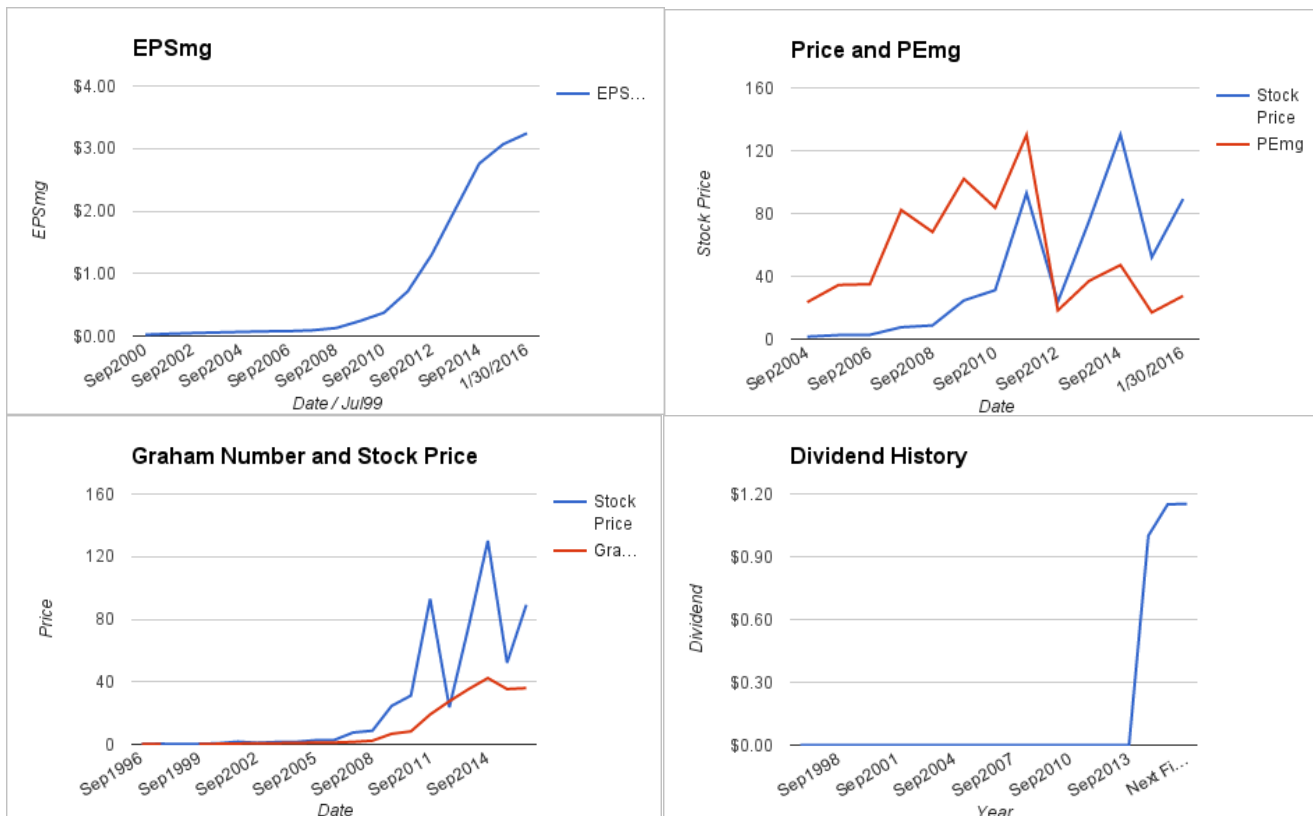 EPSmg
$4.00
$3.00
$2.00
$1.00
$0.00
EPSmg
EPS...
Sep2000
Sep2002
Sep2004
Sep2006
Sep2008
Sep2010
Sep2012
Sep2014
1/30/2016
Date / Jul99
Price and PEmg
160
120
80
40
0
Stock Price
Stock
Price
PEmg
Sep2004
Sep2006
Sep2008
Sep2010
Sep2012
Sep2014
1/30/2016
Date
Graham Number and Stock Price
160
120
80
40
0
Price
Stock
Price
Gra...
Sep1996
Sep1999
Sep2002
Sep2005
Sep2008
Sep2011
Sep2014
Date
Dividend History
$1.20
$0.90
$0.60
$0.30
$0.00
Dividend
Sep1998
Sep2001
Sep2004
Sep2007
Sep2010
Sep2013
Next Fi...
Year